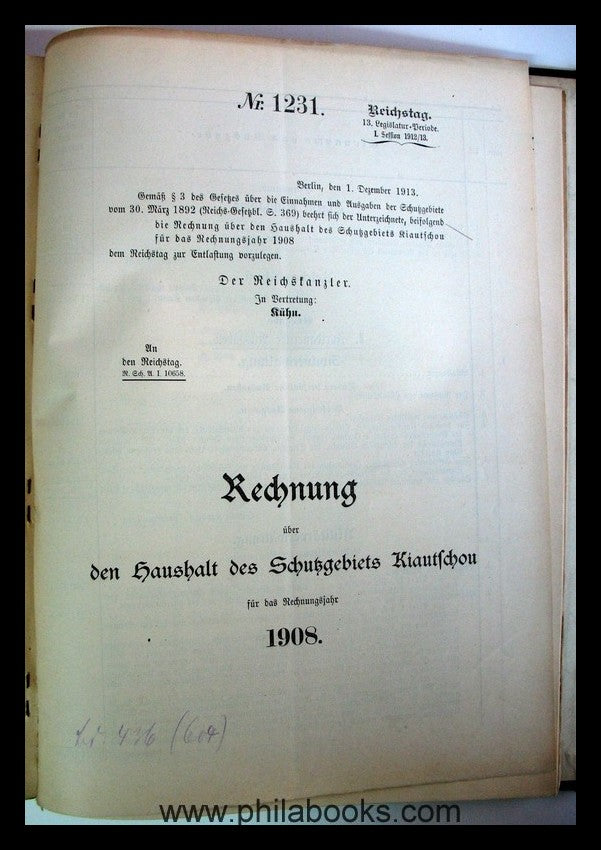 Nr. 1231.
Reichstag.
13. Legislatur-Periode.
I. Session 1912/13.
Berlin, den 1. Dezember 1913.
Gemäß § 3 des Gesetzes über die Einnahmen und Ausgaben der Schutzgebiete
vom 30. März 1892 (Reichs-Gesetzbl. S. 369) beehrt sich der Unterzeichnete, beifolgend
die Rechnung über den Haushalt des Schutzgebiets Kiautschou
für das Rechnungsjahr 1908
dem Reichstag zur Entlastung vorzulegen.
Der Reichskanzler.
In Vertretung:
Kühn.
An
den Reichstag.
R. Sch. A I. 10658.
Rechnung
über
den Haushalt des Schutzgebiets Kiautschou
für das Rechnungsjahr
1908.
436
www.philabooks.com